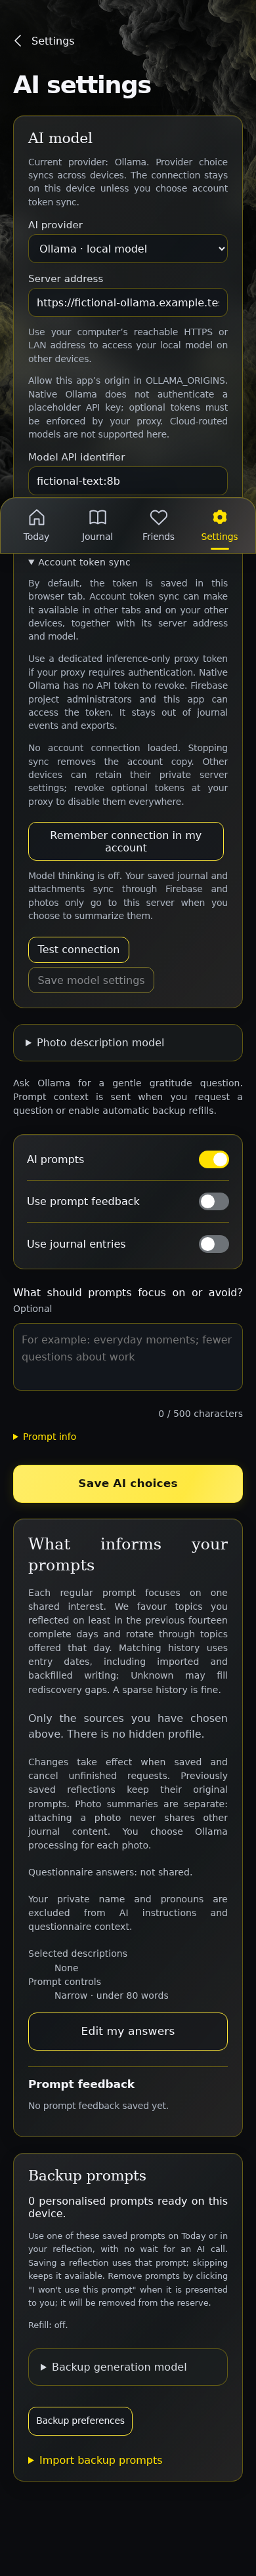 Settings
AI settings
AI model
Current provider: Ollama. Provider choice
syncs across devices. The connection stays
on this device unless you choose account
token sync.
AI provider
Ollama · local model
Server address
https://fictional-ollama.example.te
Use your computer's reachable HTTPS or
LAN address to access your local model on
other devices.
Allow this app's origin in OLLAMA_ORIGINS.
Native Ollama does not authenticate a
placeholder API key; optional tokens must
be enforced by your proxy. Cloud-routed
models are not supported here.
Model API identifier
fictional-text:8b
Today
Journal
Friends
Settings
▼ Account token sync
By default, the token is saved in this
browser tab. Account token sync can make
it available in other tabs and on your other
devices, together with its server address
and model.
Use a dedicated inference-only proxy token
if your proxy requires authentication. Native
Ollama has no API token to revoke. Firebase
project administrators and this app can
access the token. It stays out of journal
events and exports.
No account connection loaded. Stopping
sync removes the account copy. Other
devices can retain their private server
settings; revoke optional tokens at your
proxy to disable them everywhere.
Remember connection in my
account
Model thinking is off. Your saved journal and
attachments sync through Firebase and
photos only go to this server when you
choose to summarize them.
Test connection
Save model settings
▶ Photo description model
Ask Ollama for a gentle gratitude question.
Prompt context is sent when you request a
question or enable automatic backup refills.
AI prompts
Use prompt feedback
Use journal entries
What should prompts focus on or avoid?
Optional
For example: everyday moments; fewer
questions about work
0 / 500 characters
▶ Prompt info
Save AI choices
What informs your
prompts
Each regular prompt focuses on one
shared interest. We favour topics you
reflected on least in the previous fourteen
complete days and rotate through topics
offered that day. Matching history uses
entry dates, including imported and
backfilled writing; Unknown may fill
rediscovery gaps. A sparse history is fine.
Only the sources you have chosen
above. There is no hidden profile.
Changes take effect when saved and
cancel unfinished requests. Previously
saved reflections keep their original
prompts. Photo summaries are separate:
attaching a photo never shares other
journal content. You choose Ollama
processing for each photo.
Questionnaire answers: not shared.
Your private name and pronouns are
excluded from AI instructions and
questionnaire context.
Selected descriptions
None
Prompt controls
Narrow · under 80 words
Edit my answers
Prompt feedback
No prompt feedback saved yet.
Backup prompts
0 personalised prompts ready on this
device.
Use one of these saved prompts on Today or in
your reflection, with no wait for an AI call.
Saving a reflection uses that prompt; skipping
keeps it available. Remove prompts by clicking
"I won't use this prompt" when it is presented
to you; it will be removed from the reserve.
Refill: off.
▶ Backup generation model
Backup preferences
▶ Import backup prompts